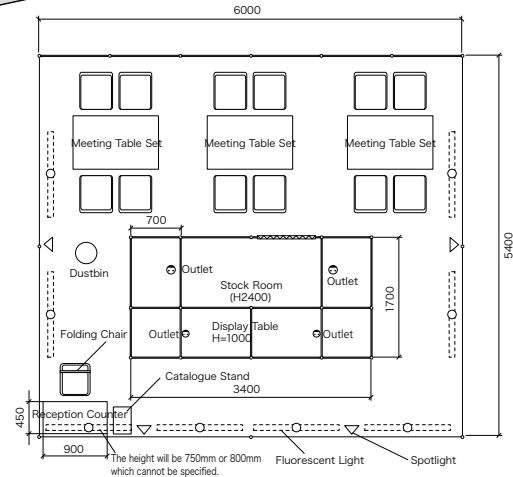 6000
Meeting Table Set
Meeting Table Set
Meeting Table Set
5400
700
Outlet
Outlet
Stock Room
(H2400)
1700
Dustbin
Folding Chair
Outlet
Display Table
H=1000
Outlet
Catalogue Stand
3400
450
Reception Counter
900
The height will be 750mm or 800mm
which cannot be specified.
Fluorescent Light
Spotlight